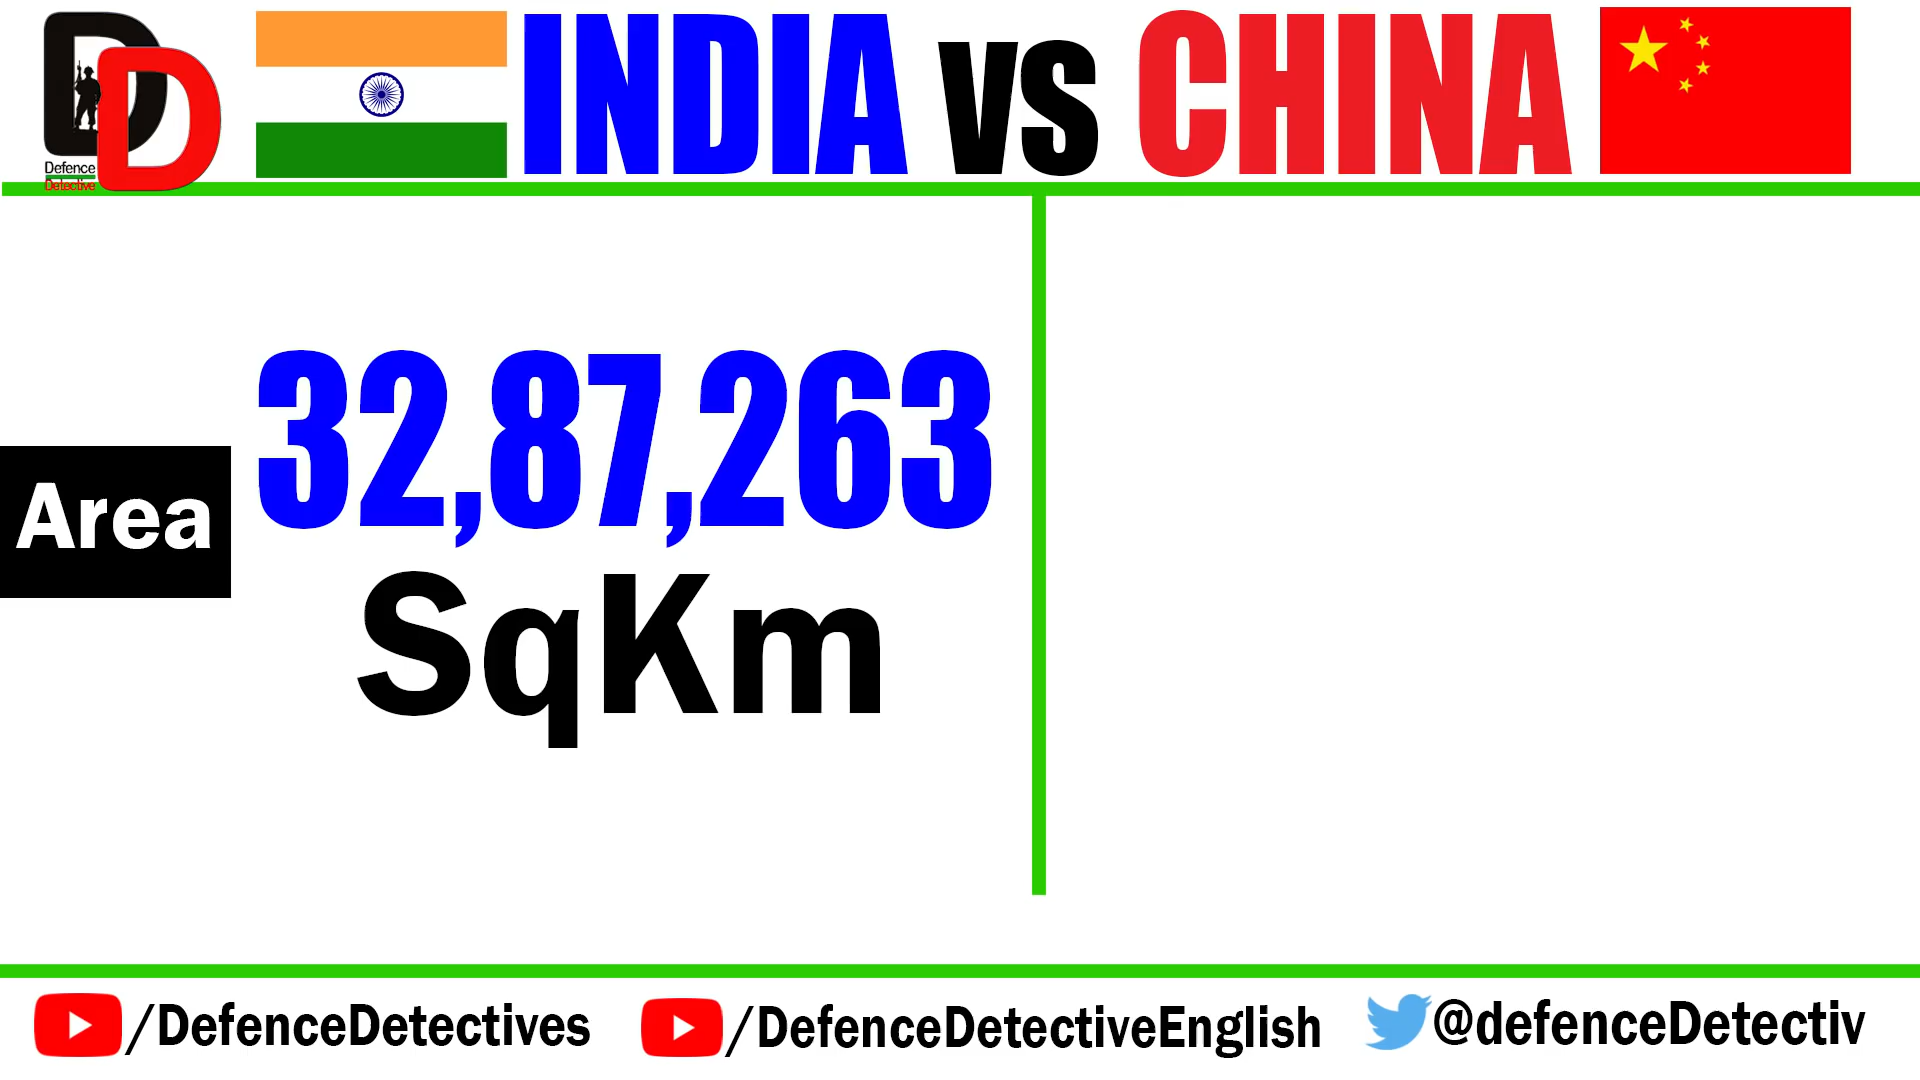 Defence
Detective
INDIA VS CHINA
Area
32,87,263
SqKm
/DefenceDetectives
/DefenceDetectiveEnglish
@defenceDetectiv